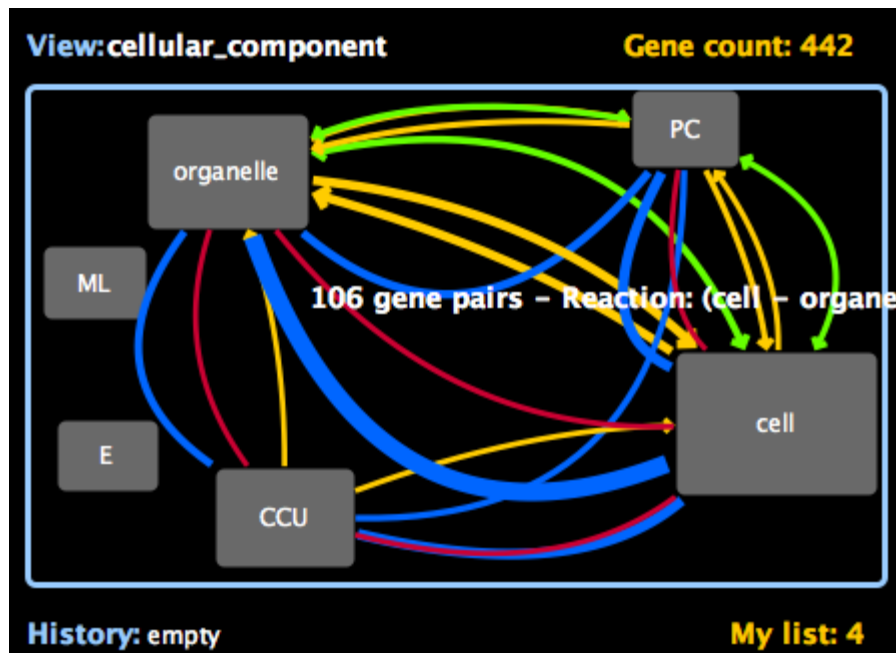 View:cellular_component
Gene count: 442
PC
organelle
ML
106 gene pairs – Reaction: (cell – organe
cell
E
CCU
History: empty
My list: 4